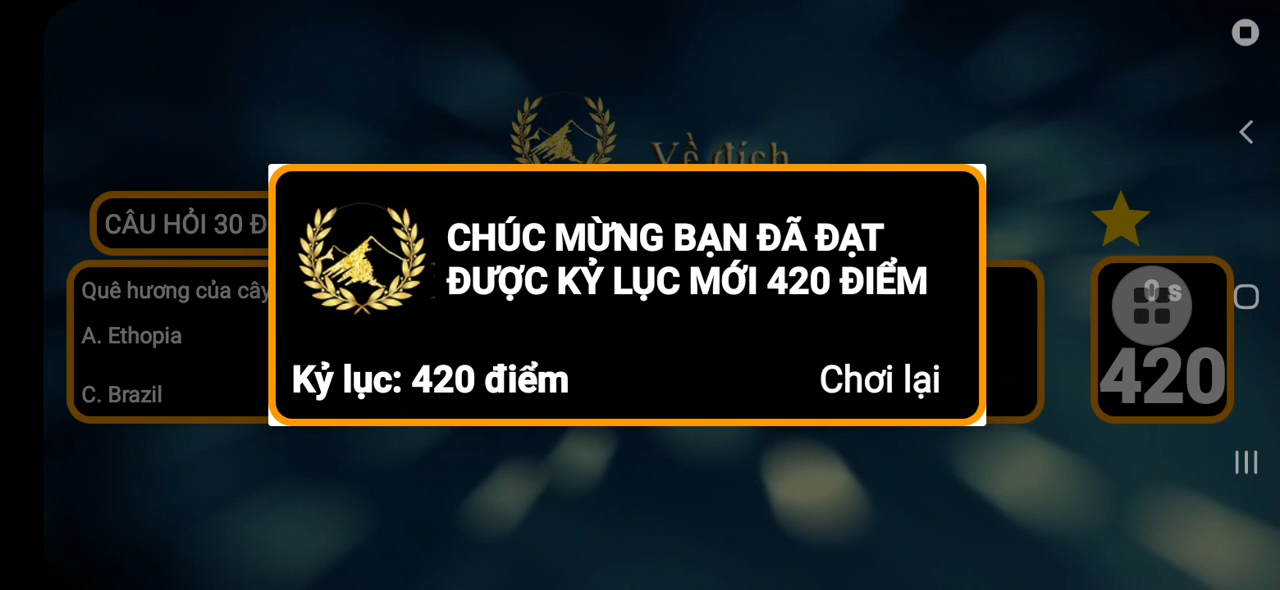 Về đích
CÂU HỎI 30 Đ
CHÚC MỪNG BẠN ĐÃ ĐẠT
ĐƯỢC KỶ LỤC MỚI 420 ĐIỂM
Quê hương của cây
0 s
A. Ethopia
420
Kỷ lục: 420 điểm
Chơi lại
C. Brazil